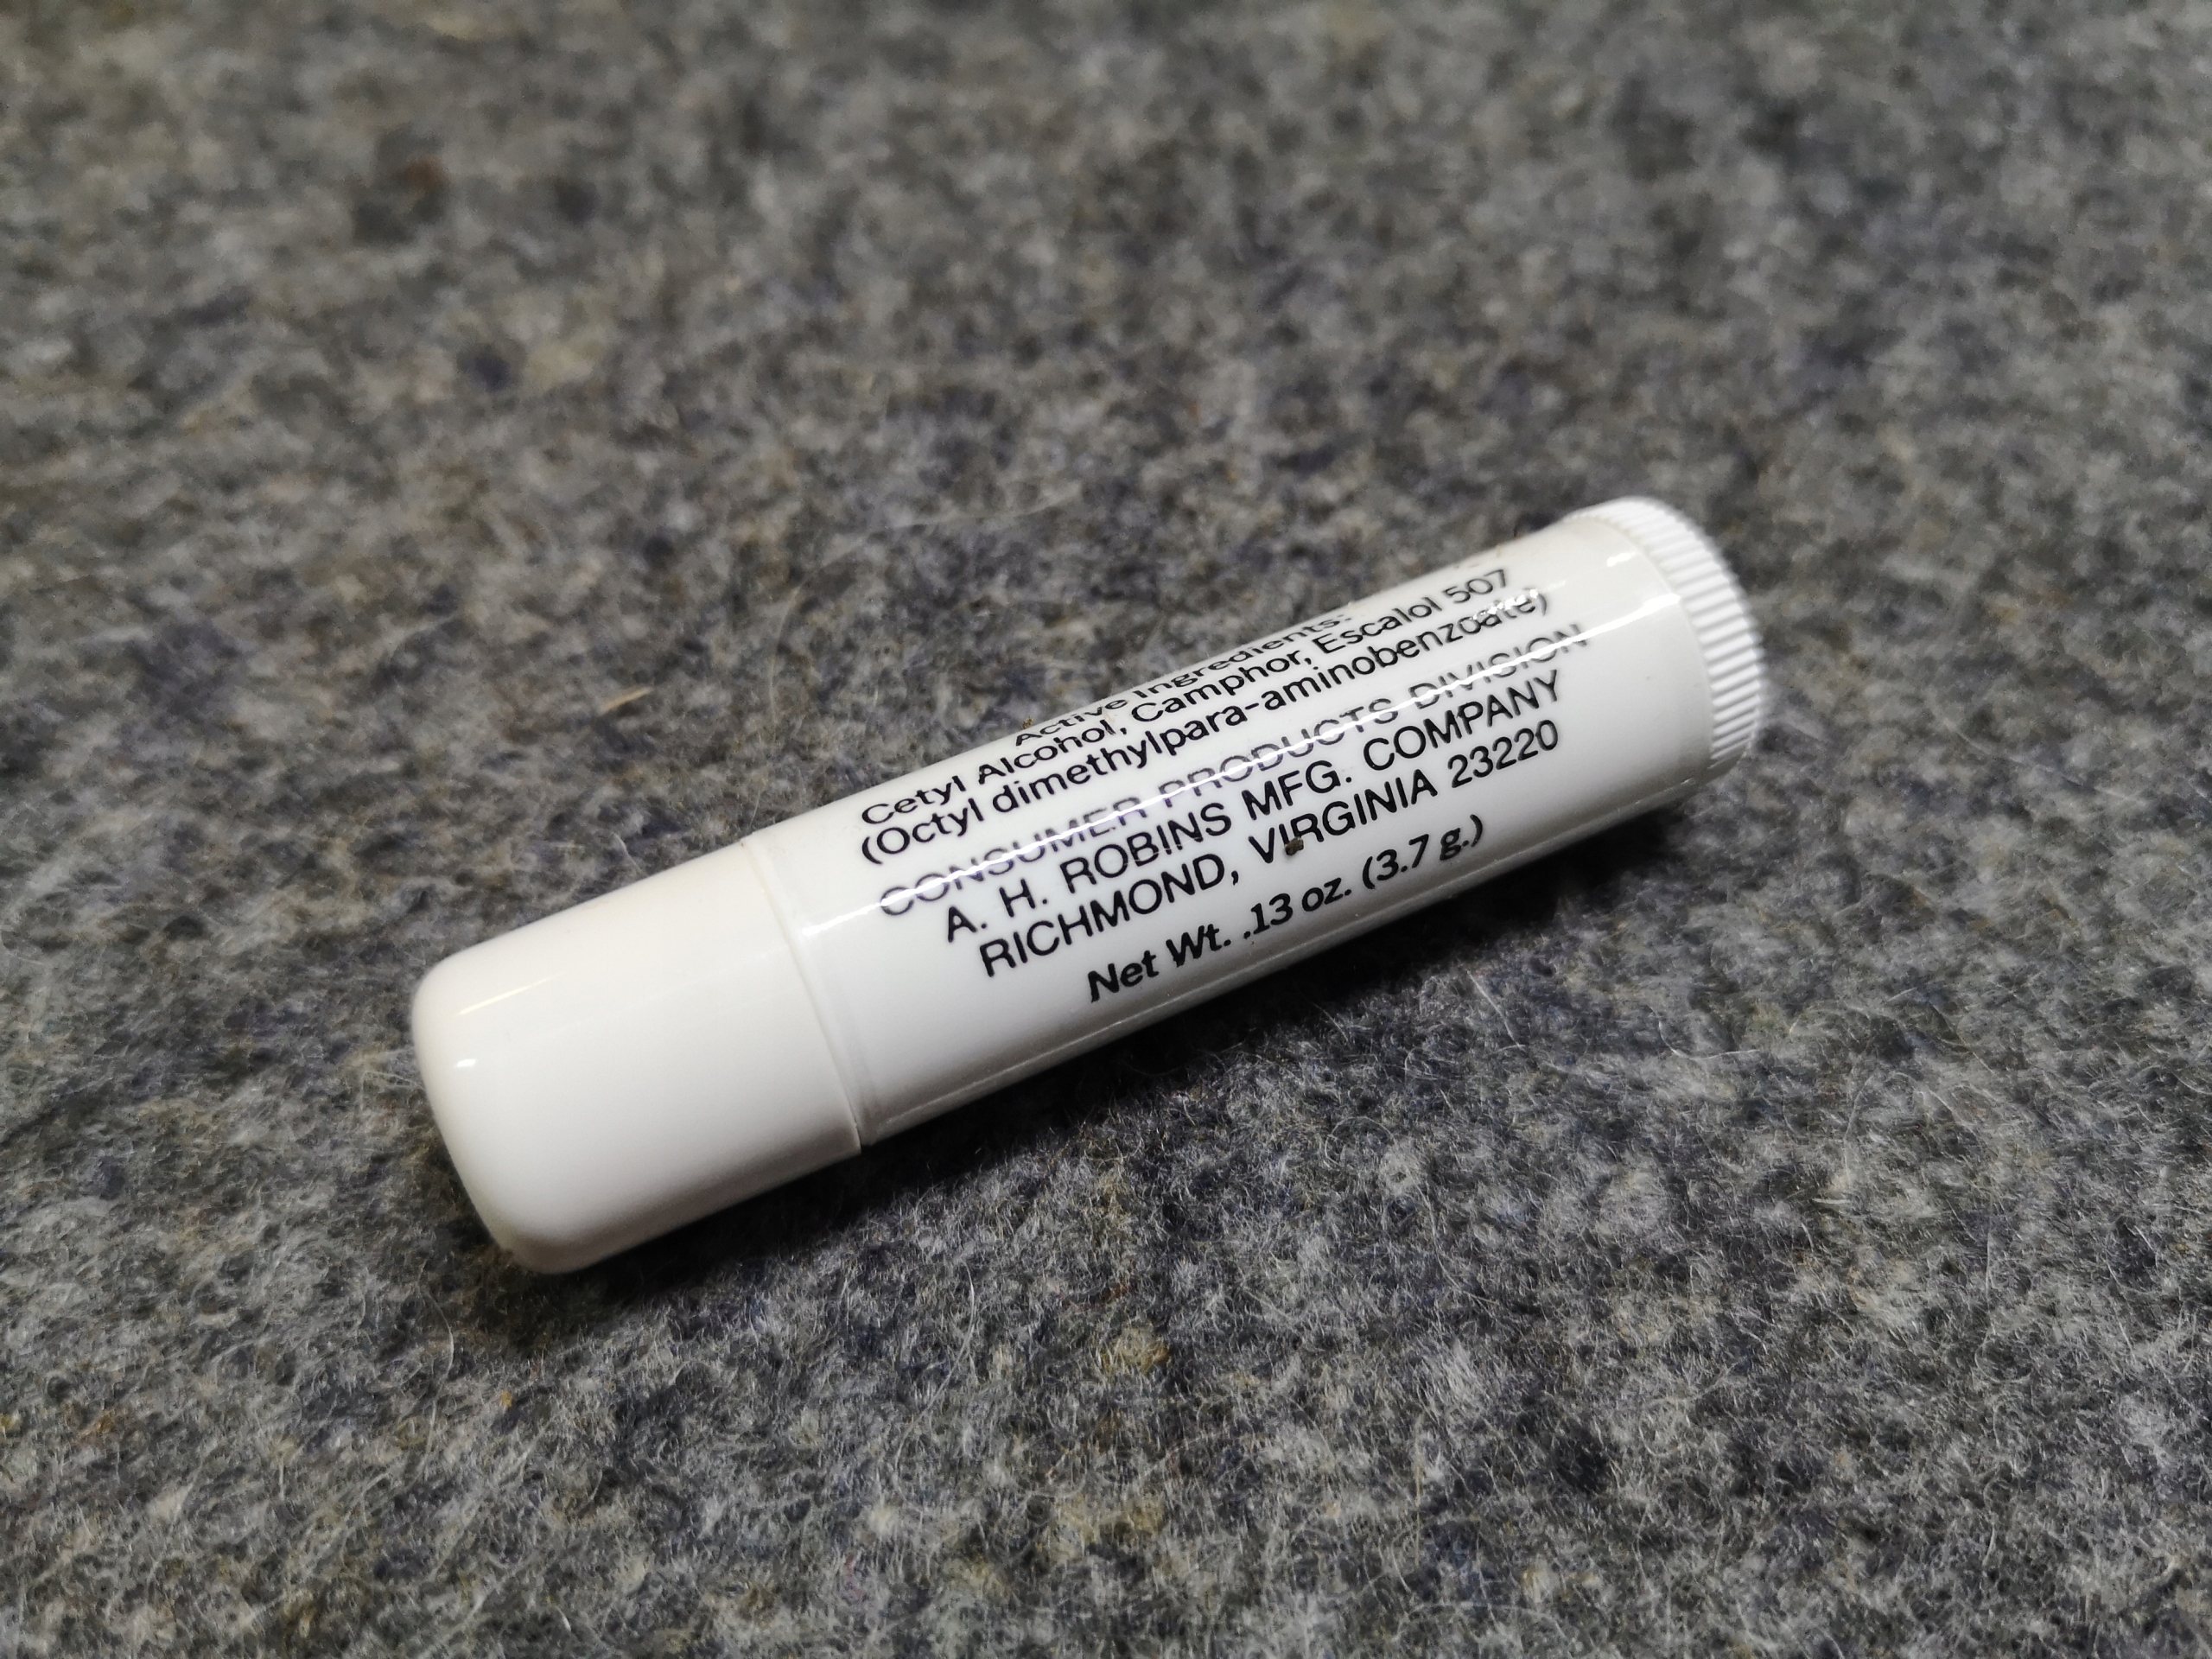 Active Ingredients:
Cetyl Alcohol, Camphor, Escalol 507
(Octyl dimethylpara-aminobenzoate)
CONSUMER PRODUCTS DIVISION
A. H. ROBINS MFG. COMPANY
RICHMOND, VIRGINIA 23220
Net Wt. .13 oz. (3.7 g.)